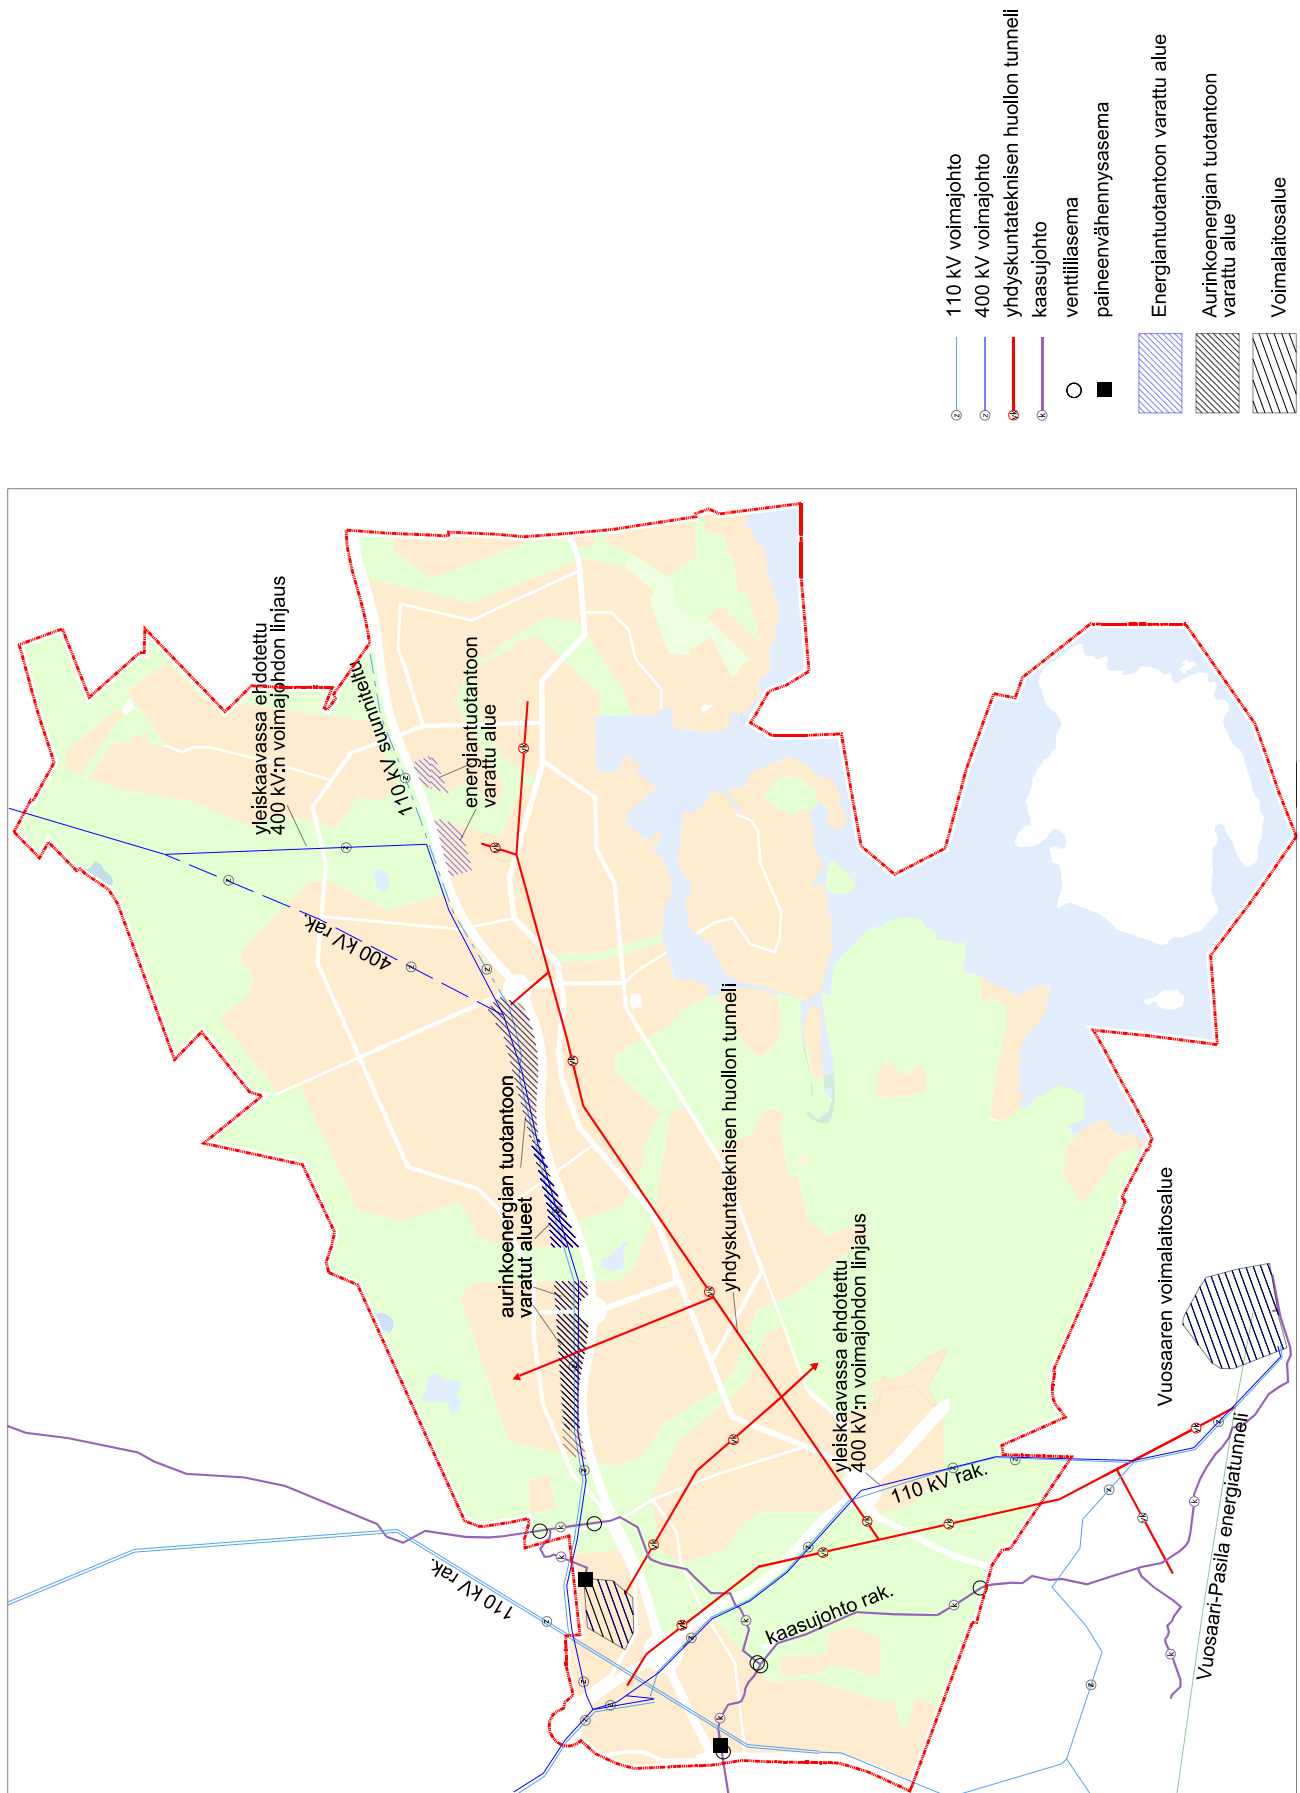 110 kV voimajohto
400 kV voimajohto
yhdyskuntateknisen huollon tunneli
kaasujohto
venttiiliasema
paineenvähennysasema
Energiantuotantoon varattu alue
Aurinkoenergian tuotantoon
varattu alue
Voimalaitosalue
z
z
yk
k
yleiskaavassa ehdotettu
400 kV:n voimajohdon linjaus
110 kV suunniteltu
energiantuotantoon
varattu alue
400 kV rak.
aurinkoenergian tuotantoon
varatut alueet
yhdyskuntateknisen huollon tunneli
yleiskaavassa ehdotettu
400 kV:n voimajohdon linjaus
110 kV rak.
Vuosaaren voimalaitosalue
Vuosaari-Pasila energiatunneli
kaasujohto rak.
110 kV rak.